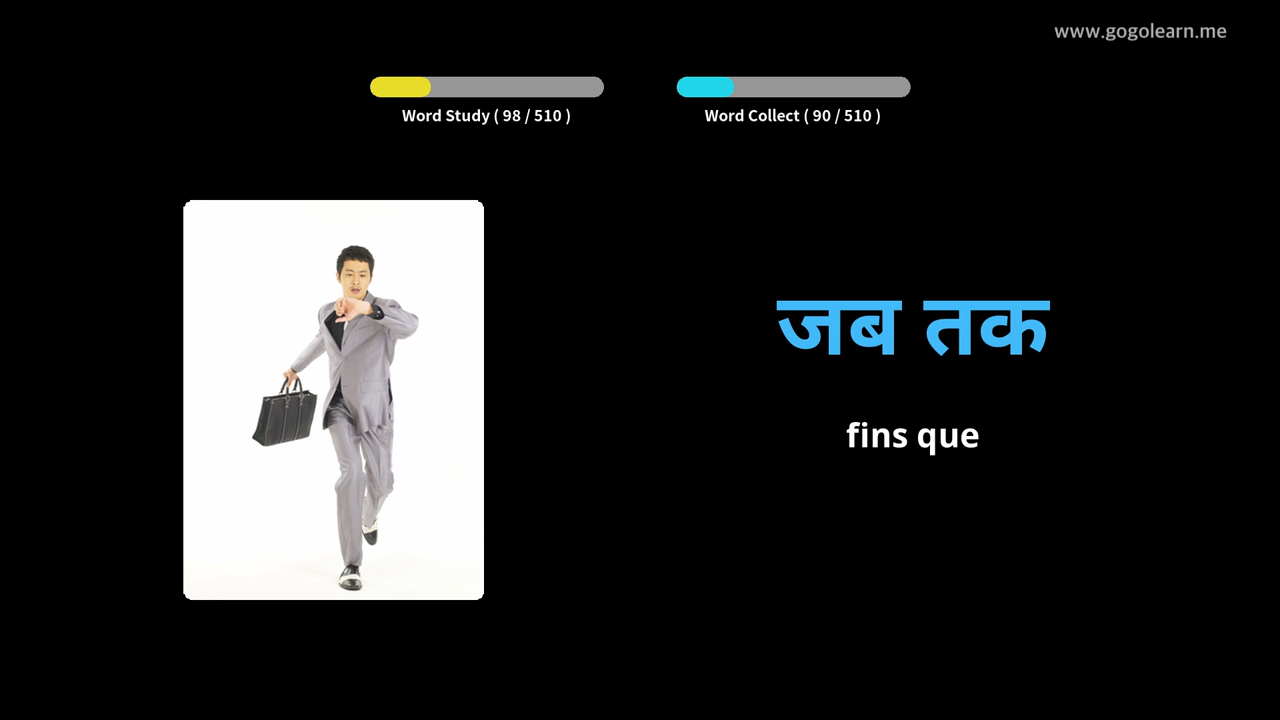 www.gogolearn.me
Word Study ( 98 / 510 )
Word Collect ( 90 / 510 )
जब तक
fins que